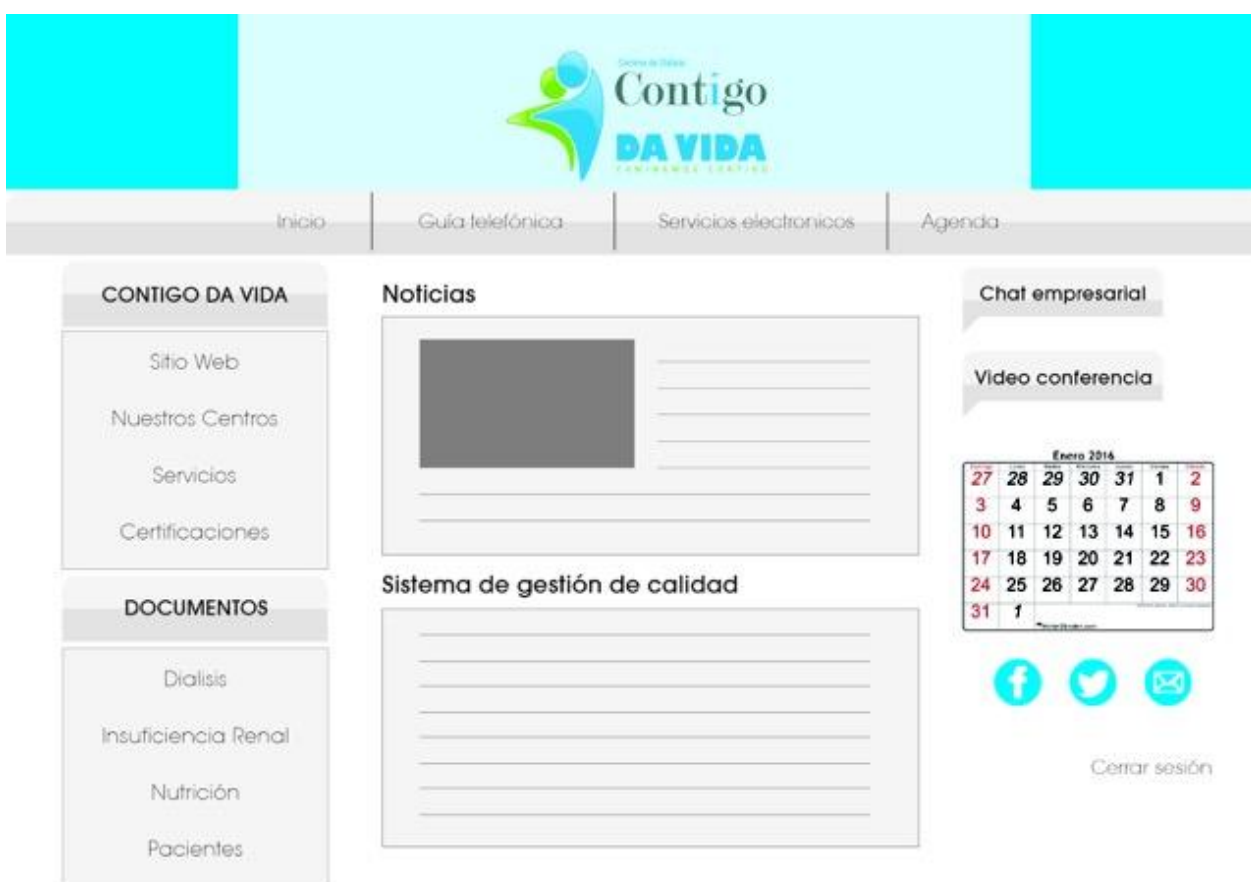 Contigo
DA VIDA
CAMINAMOS CONTIGO
Inicio
Guía telefónica
Servicios electronicos
Agenda
CONTIGO DA VIDA
Sitio Web
Nuestros Centros
Servicios
Certificaciones
DOCUMENTOS
Dialisis
Insuficiencia Renal
Nutrición
Pacientes
Noticias
Sistema de gestión de calidad
Chat empresarial
Video conferencia
Enero 2016
27 28 29 30 31 1 2
3 4 5 6 7 8 9
10 11 12 13 14 15 16
17 18 19 20 21 22 23
24 25 26 27 28 29 30
31 1
Cerrar sesión